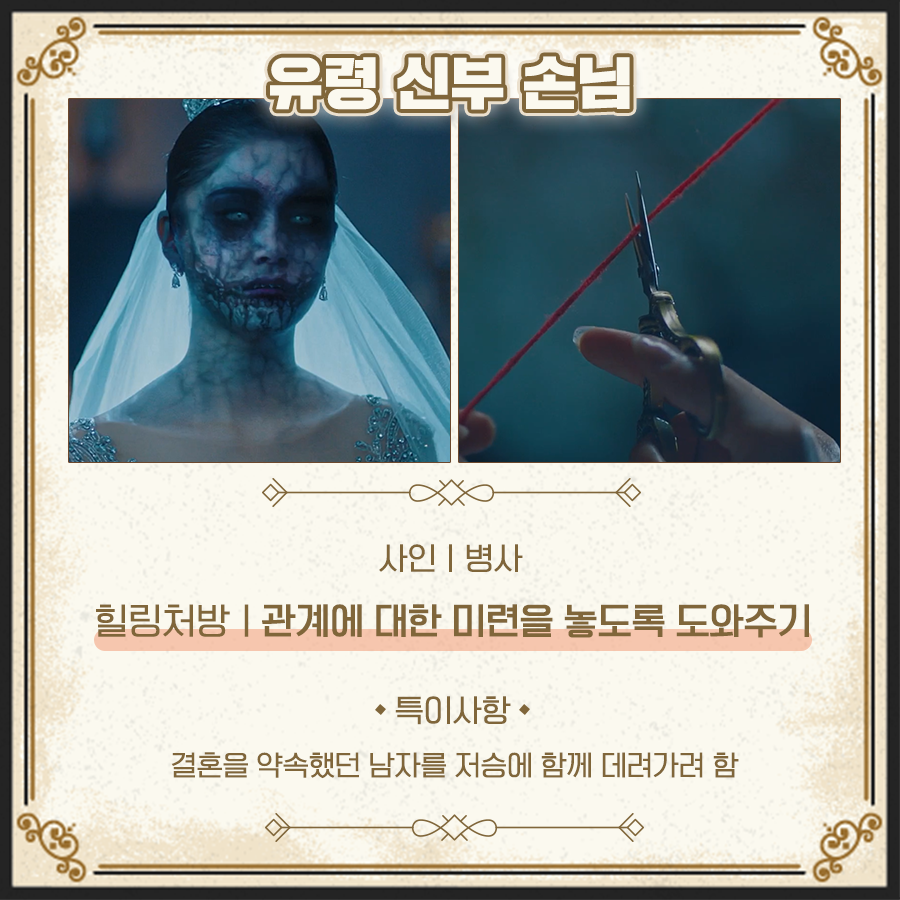 유령 신부 손님
사인 | 병사
힐링처방 | 관계에 대한 미련을 놓도록 도와주기
• 특이사항 •
결혼을 약속했던 남자를 저승에 함께 데려가려 함